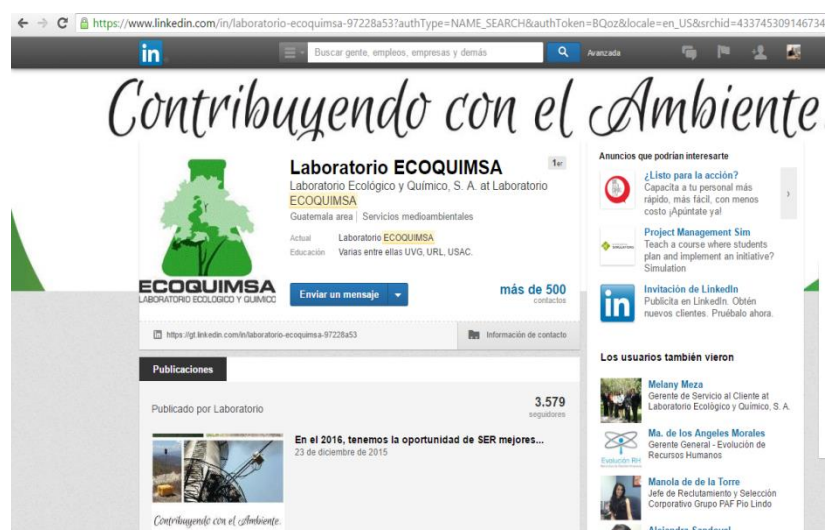 https://www.linkedin.com/in/laboratorio-ecoquimsa-97228a53?authType=NAME_SEARCH&authToken=BQoz&locale=en_US&srchid=433745309146734
in
Buscar gente, empleos, empresas y demás
Avanzada
Contribuyendo con el Ambiente.
ECOQUIMSA
LABORATORIO ECOLOGICO Y QUIMICO
Laboratorio ECOQUIMSA
1er
Laboratorio Ecológico y Químico, S. A. at Laboratorio
ECOQUIMSA
Guatemala area | Servicios medioambientales
Actual Laboratorio ECOQUIMSA
Educación Varias entre ellas UVG, URL, USAC.
Enviar un mensaje
más de 500
contactos
https://gt.linkedin.com/in/laboratorio-ecoquimsa-97228a53
Información de contacto
Publicaciones
Publicado por Laboratorio
3.579
seguidores
En el 2016, tenemos la oportunidad de SER mejores...
23 de diciembre de 2015
Contribuyendo con el Ambiente.
Anuncios que podrían interesarte
¿Listo para la acción?
Capacita a tu personal más
rápido, más fácil, con menos
costo ¡Apúntate ya!
Project Management Sim
Teach a course where students
plan and implement an initiative?
Simulation
in
Invitación de LinkedIn
Publicita en LinkedIn. Obtén
nuevos clientes. Pruébalo ahora.
Los usuarios también vieron
Melany Meza
Gerente de Servicio al Cliente at
Laboratorio Ecológico y Químico, S. A.
Evolución RH
Ma. de los Angeles Morales
Gerente General - Evolución de
Recursos Humanos
Manola de de la Torre
Jefe de Reclutamiento y Selección
Corporativo Grupo PAF Pio Lindo
Alejandra Sandoval